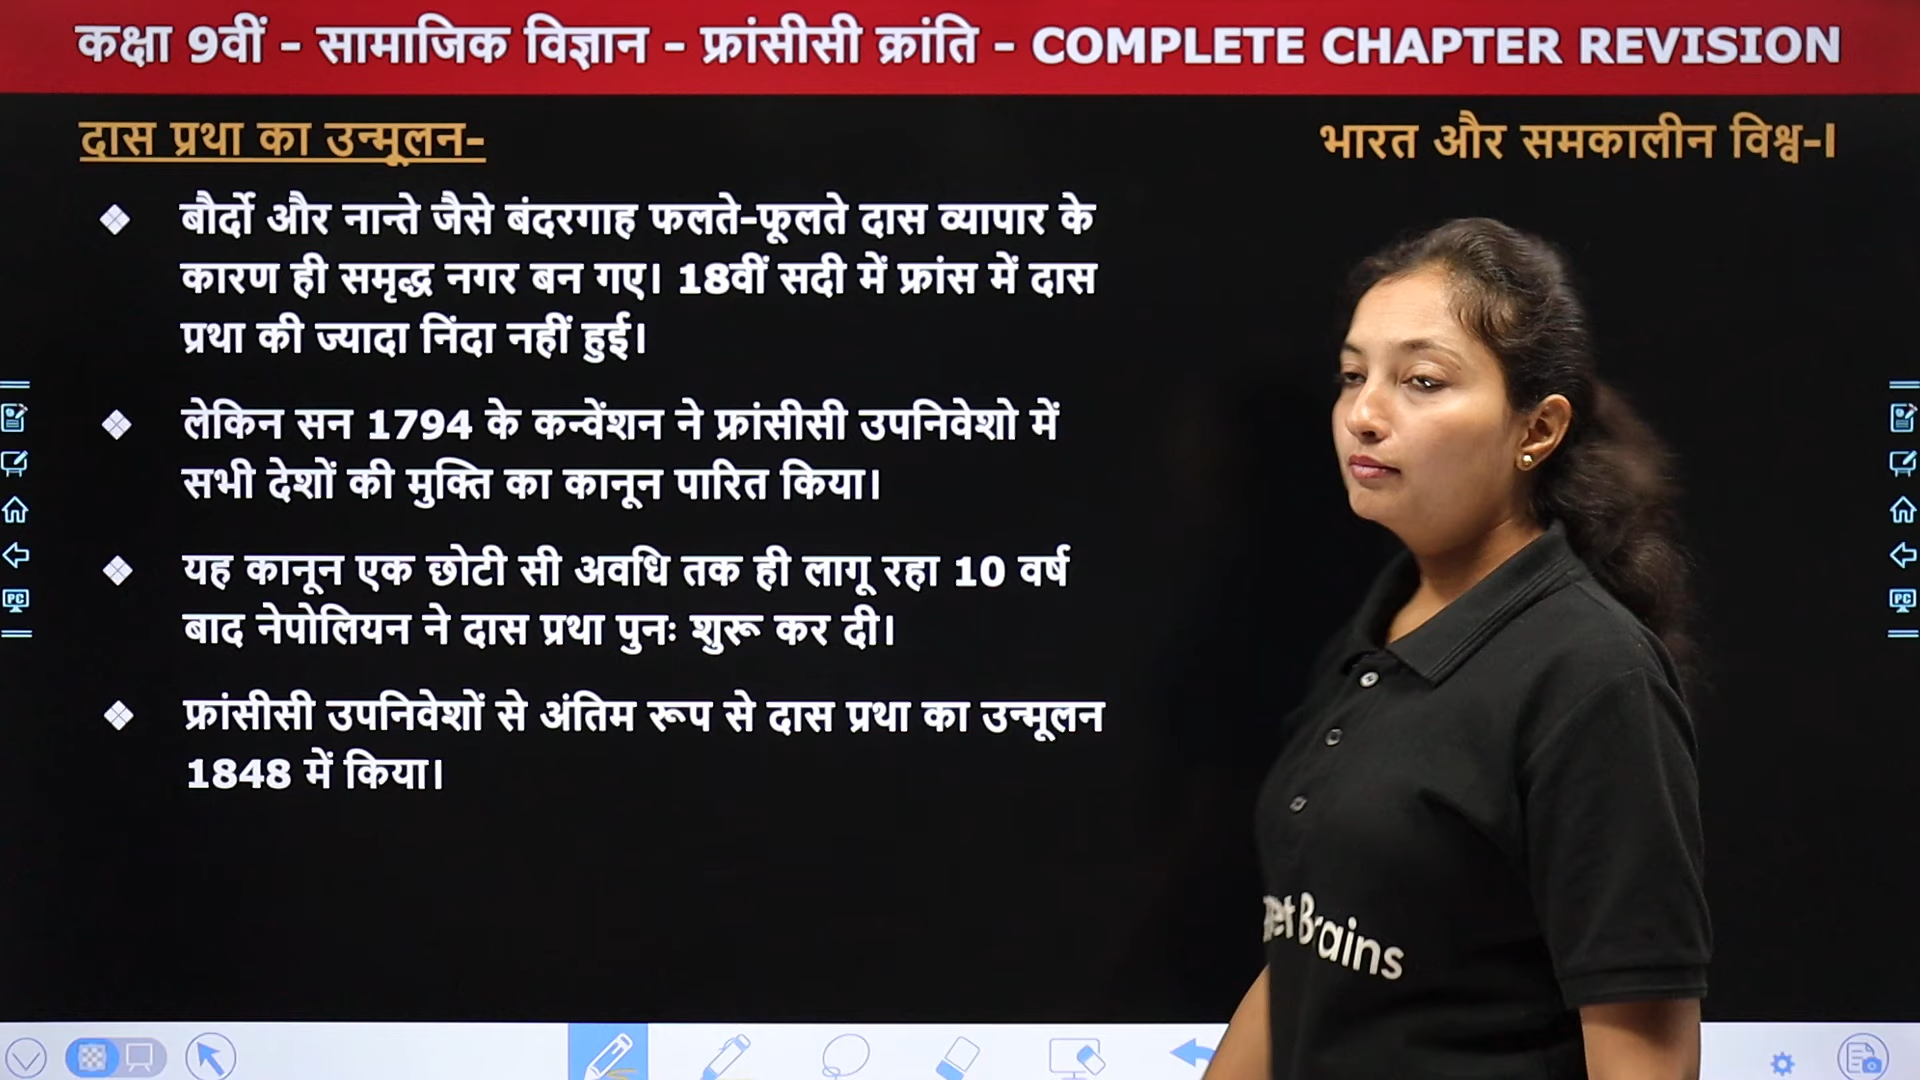 कक्षा 9वीं - सामाजिक विज्ञान - फ्रांसीसी क्रांति - COMPLETE CHAPTER REVISION
दास प्रथा का उन्मूलन-
भारत और समकालीन विश्व-I
❖ बौर्दो और नान्ते जैसे बंदरगाह फलते-फूलते दास व्यापार के
कारण ही समृद्ध नगर बन गए। 18वीं सदी में फ्रांस में दास
प्रथा की ज्यादा निंदा नहीं हुई।
❖ लेकिन सन 1794 के कन्वेंशन ने फ्रांसीसी उपनिवेशो में
सभी देशों की मुक्ति का कानून पारित किया।
❖ यह कानून एक छोटी सी अवधि तक ही लागू रहा 10 वर्ष
बाद नेपोलियन ने दास प्रथा पुनः शुरू कर दी।
❖ फ्रांसीसी उपनिवेशों से अंतिम रूप से दास प्रथा का उन्मूलन
1848 में किया।
Brains
PC
PC